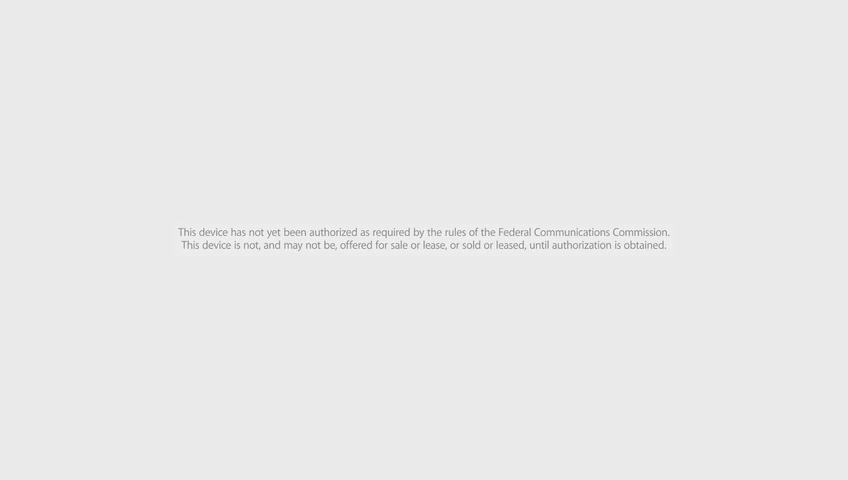 This device has not yet been authorized as required by the rules of the Federal Communications Commission.
This device is not, and may not be, offered for sale or lease, or sold or leased, until authorization is obtained.